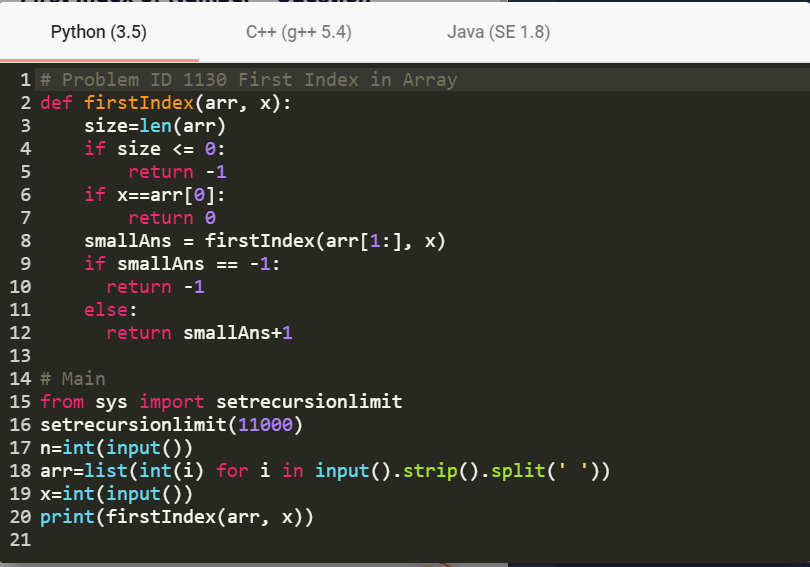 Python (3.5) C++ (g++ 5.4) Java (SE 1.8)
1 # Problem ID 1130 First Index in Array
2 def firstIndex(arr, x):
3     size=len(arr)
4     if size <= 0:
5         return -1
6     if x==arr[0]:
7         return 0
8     smallAns = firstIndex(arr[1:], x)
9     if smallAns == -1:
10       return -1
11     else:
12       return smallAns+1
13
14 # Main
15 from sys import setrecursionlimit
16 setrecursionlimit(11000)
17 n=int(input())
18 arr=list(int(i) for i in input().strip().split(' '))
19 x=int(input())
20 print(firstIndex(arr, x))
21